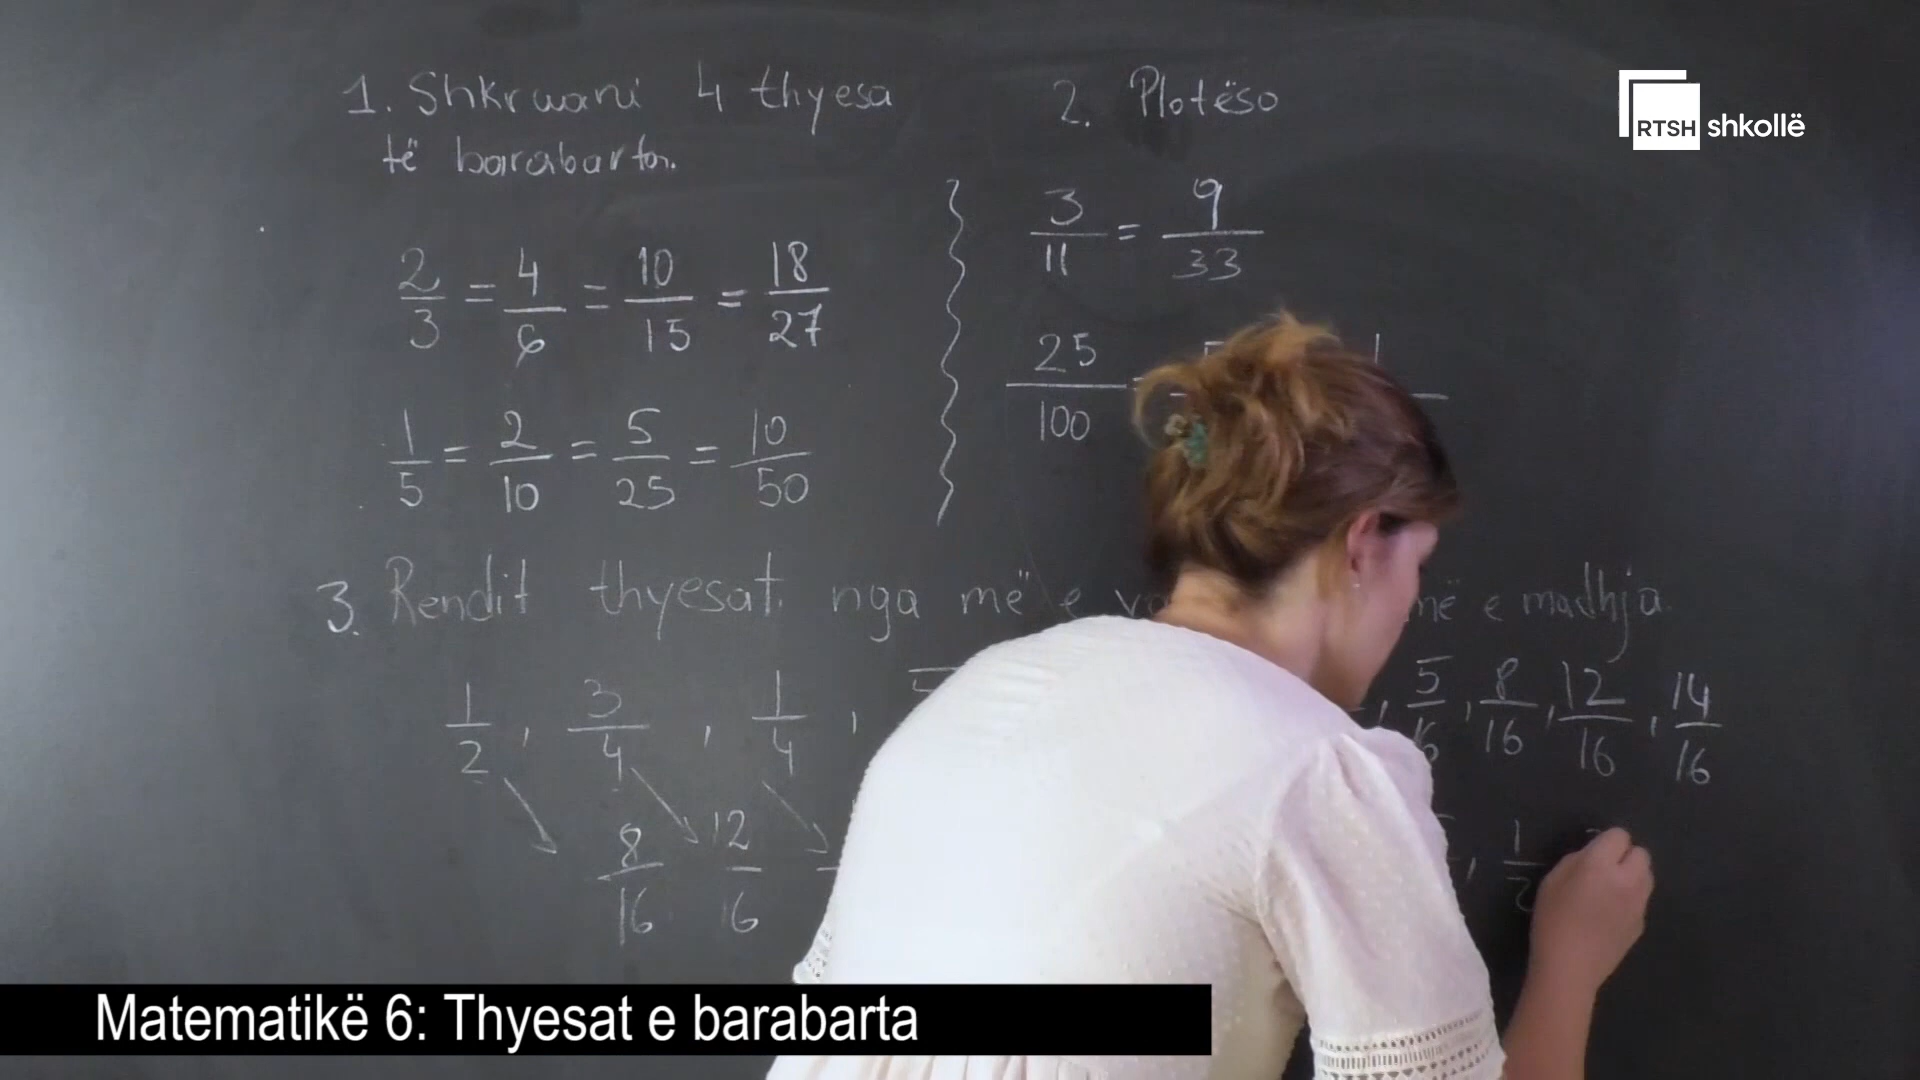 1. Shkruani 4 thyesa
të barabarta.
2/3 = 4/6 = 10/15 = 18/27
1/5 = 2/10 = 5/25 = 10/50
2. Plotëso
3/11 = 9/33
25/100
1
3. Rendit thyesat nga më e
më e madhja.
1/2, 3/4, 1/4,
8/16 12/16
, 5/16, 8/16, 12/16, 14/16
, 1/2
RTSH shkollë
Matematikë 6: Thyesat e barabarta